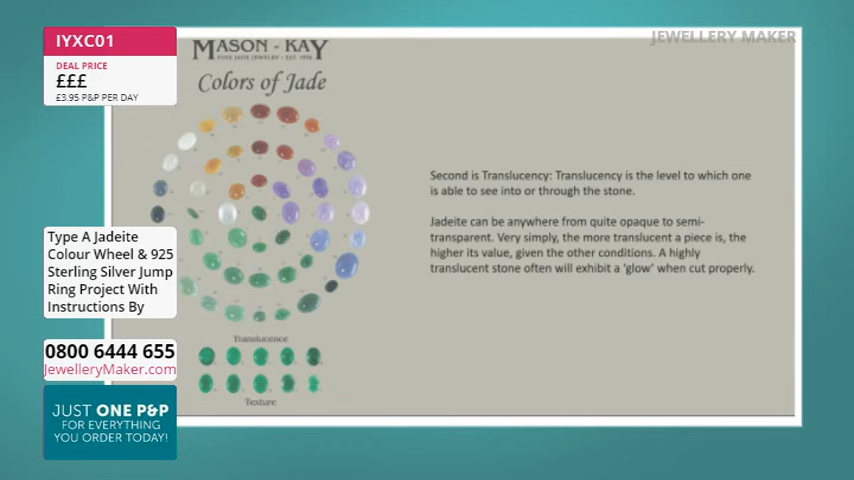 IYXC01
DEAL PRICE
£££
£3.95 P&P PER DAY
JEWELLERY MAKER
MASON-KAY
FINE JADE JEWELRY - EST. 1976
Colors of Jade
Second is Translucency: Translucency is the level to which one
is able to see into or through the stone.
Jadeite can be anywhere from quite opaque to semi-
transparent. Very simply, the more translucent a piece is, the
higher its value, given the other conditions. A highly
translucent stone often will exhibit a ‘glow’ when cut properly.
Type A Jadeite
Colour Wheel & 925
Sterling Silver Jump
Ring Project With
Instructions By
Translucence
Texture
0800 6444 655
JewelleryMaker.com
JUST ONE P&P
FOR EVERYTHING
YOU ORDER TODAY!